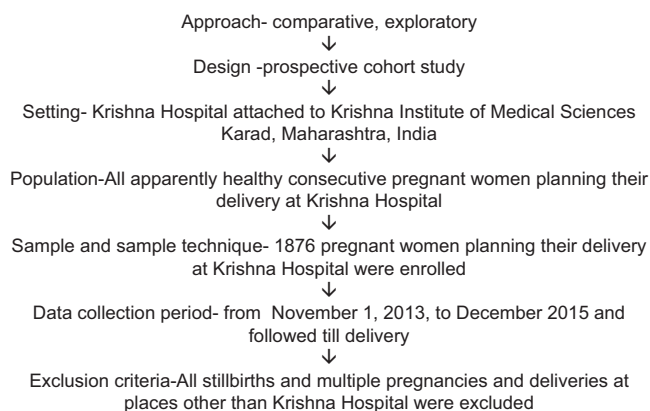 Approach- comparative, exploratory
↓
Design -prospective cohort study
↓
Setting- Krishna Hospital attached to Krishna Institute of Medical Sciences
Karad, Maharashtra, India
↓
Population-All apparently healthy consecutive pregnant women planning their
delivery at Krishna Hospital
↓
Sample and sample technique- 1876 pregnant women planning their delivery
at Krishna Hospital were enrolled
↓
Data collection period- from November 1, 2013, to December 2015 and
followed till delivery
↓
Exclusion criteria-All stillbirths and multiple pregnancies and deliveries at
places other than Krishna Hospital were excluded